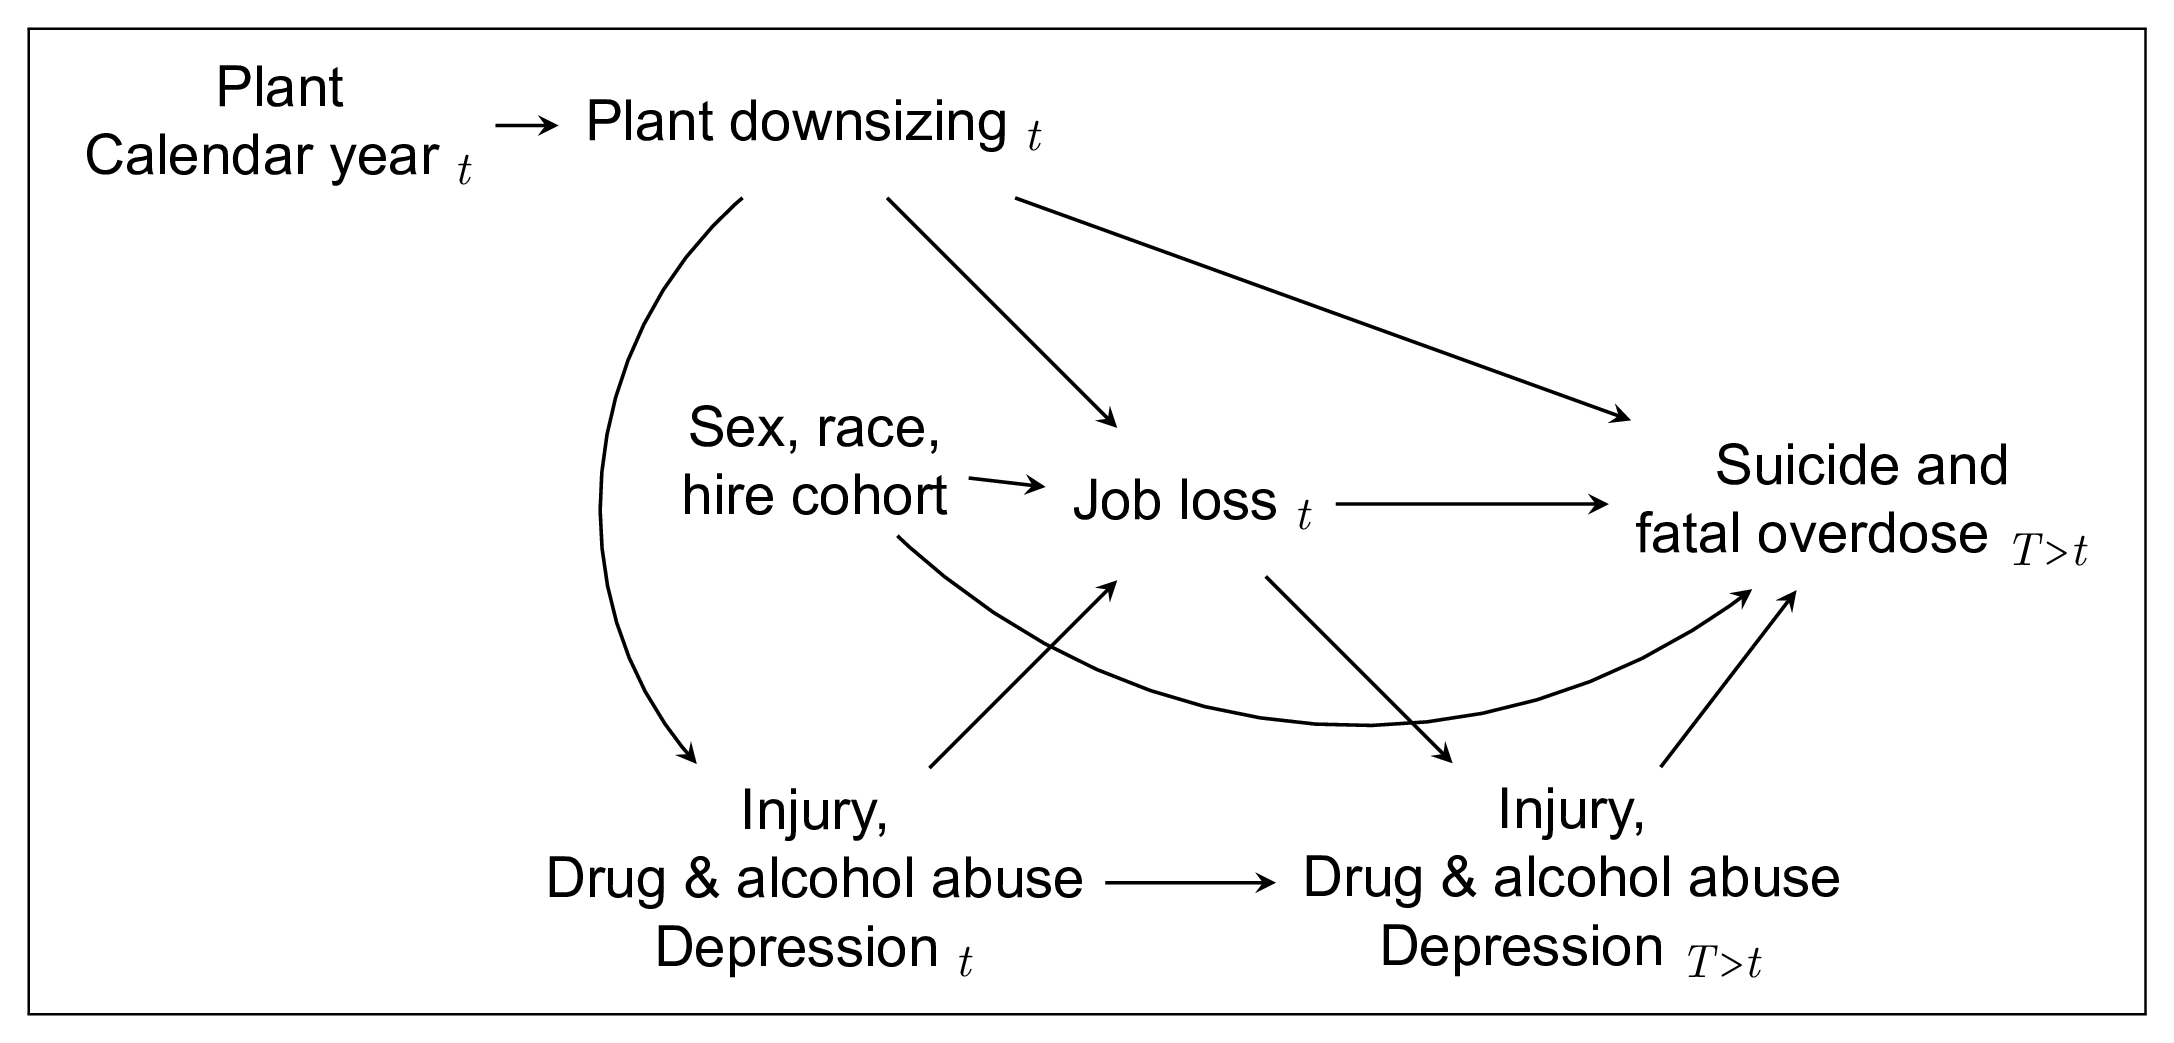 Plant
Calendar year t
Plant downsizing t
Sex, race,
hire cohort
Job loss t
Suicide and
fatal overdose T>t
Injury,
Drug & alcohol abuse
Depression t
Injury,
Drug & alcohol abuse
Depression T>t